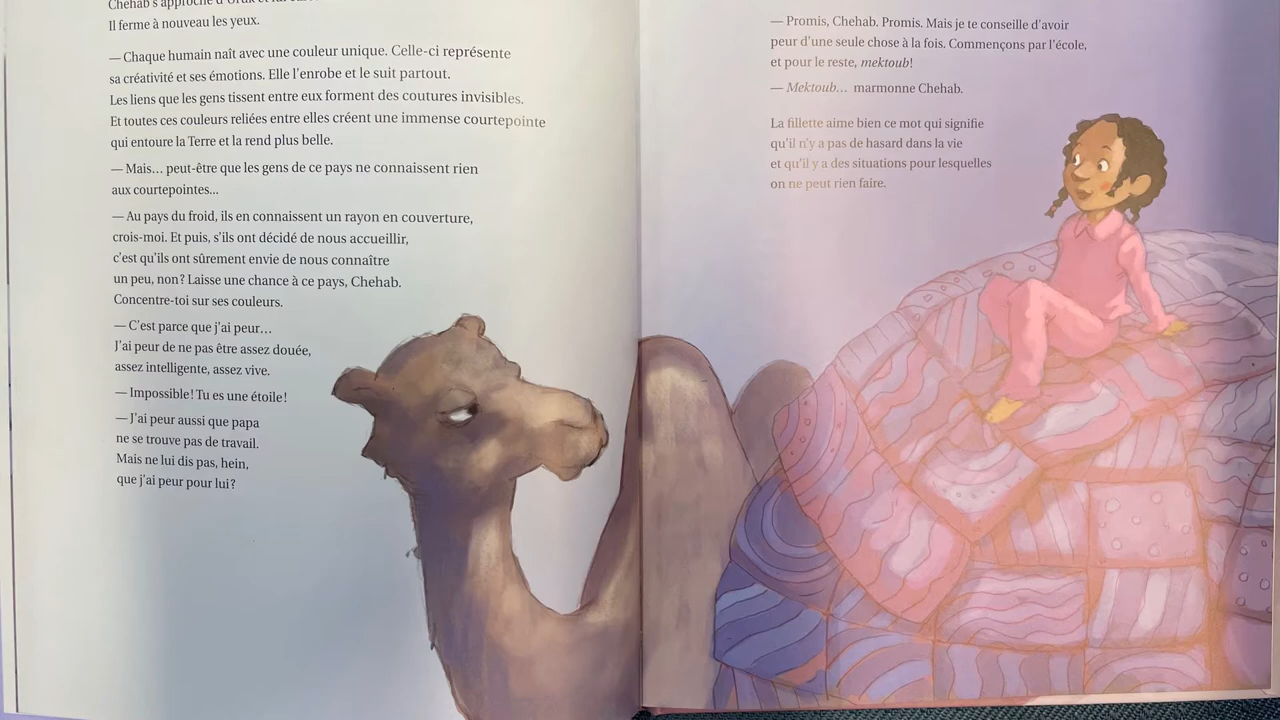 Chehab s'approche d'Uruk et lui
Il ferme à nouveau les yeux.
— Chaque humain naît avec une couleur unique. Celle-ci représente
sa créativité et ses émotions. Elle l'enrobe et le suit partout.
Les liens que les gens tissent entre eux forment des coutures invisibles.
Et toutes ces couleurs reliées entre elles créent une immense courtepointe
qui entoure la Terre et la rend plus belle.
— Mais… peut-être que les gens de ce pays ne connaissent rien
aux courtepointes…
— Au pays du froid, ils en connaissent un rayon en couverture,
crois-moi. Et puis, s'ils ont décidé de nous accueillir,
c'est qu'ils ont sûrement envie de nous connaître
un peu, non ? Laisse une chance à ce pays, Chehab.
Concentre-toi sur ses couleurs.
— C'est parce que j'ai peur…
J'ai peur de ne pas être assez douée,
assez intelligente, assez vive.
— Impossible ! Tu es une étoile !
— J'ai peur aussi que papa
ne se trouve pas de travail.
Mais ne lui dis pas, hein,
que j'ai peur pour lui ?
— Promis, Chehab. Promis. Mais je te conseille d'avoir
peur d'une seule chose à la fois. Commençons par l'école,
et pour le reste, mektoub !
— Mektoub… marmonne Chehab.
La fillette aime bien ce mot qui signifie
qu'il n'y a pas de hasard dans la vie
et qu'il y a des situations pour lesquelles
on ne peut rien faire.